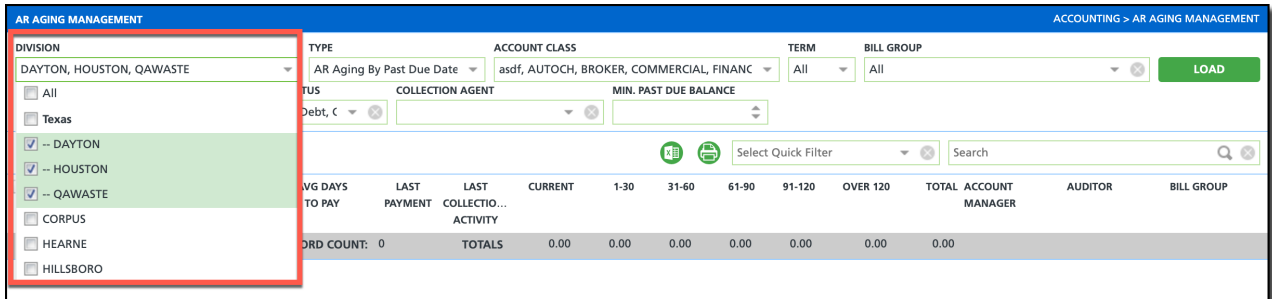 AR AGING MANAGEMENT ACCOUNTING > AR AGING MANAGEMENT
DIVISION TYPE ACCOUNT CLASS TERM BILL GROUP
DAYTON, HOUSTON, QAWASTE AR Aging By Past Due Date asdf, AUTOCH, BROKER, COMMERCIAL, FINANC All All LOAD
All TUS COLLECTION AGENT MIN. PAST DUE BALANCE
Texas Debt, C
-- DAYTON Select Quick Filter Search
-- HOUSTON
-- QAWASTE AVG DAYS TO PAY LAST PAYMENT LAST COLLECTIO... ACTIVITY CURRENT 1-30 31-60 61-90 91-120 OVER 120 TOTAL ACCOUNT MANAGER AUDITOR BILL GROUP
CORPUS
HEARNE ORD COUNT: 0 TOTALS 0.00 0.00 0.00 0.00 0.00 0.00 0.00
HILLSBORO